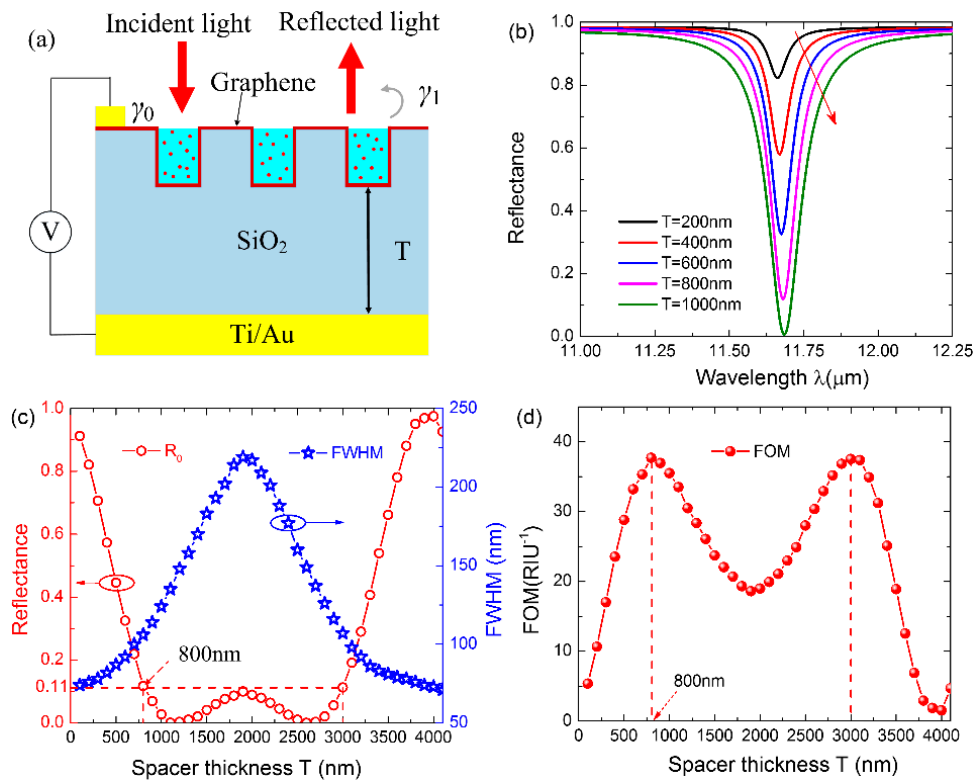 (a)
Incident light
Reflected light
Graphene
γ0
γ1
V
SiO2
T
Ti/Au
(b)
1.0
0.8
0.6
0.4
0.2
0.0
Reflectance
T=200nm
T=400nm
T=600nm
T=800nm
T=1000nm
11.00
11.25
11.50
11.75
12.00
12.25
Wavelength λ(μm)
(c)
1.0
0.8
0.6
0.4
0.2
0.11
0.0
Reflectance
R0
FWHM
800nm
250
200
150
100
50
FWHM (nm)
0
500
1000
1500
2000
2500
3000
3500
4000
Spacer thickness T (nm)
(d)
40
30
20
10
0
FOM(RIU-1)
FOM
800nm
0
500
1000
1500
2000
2500
3000
3500
4000
Spacer thickness T (nm)